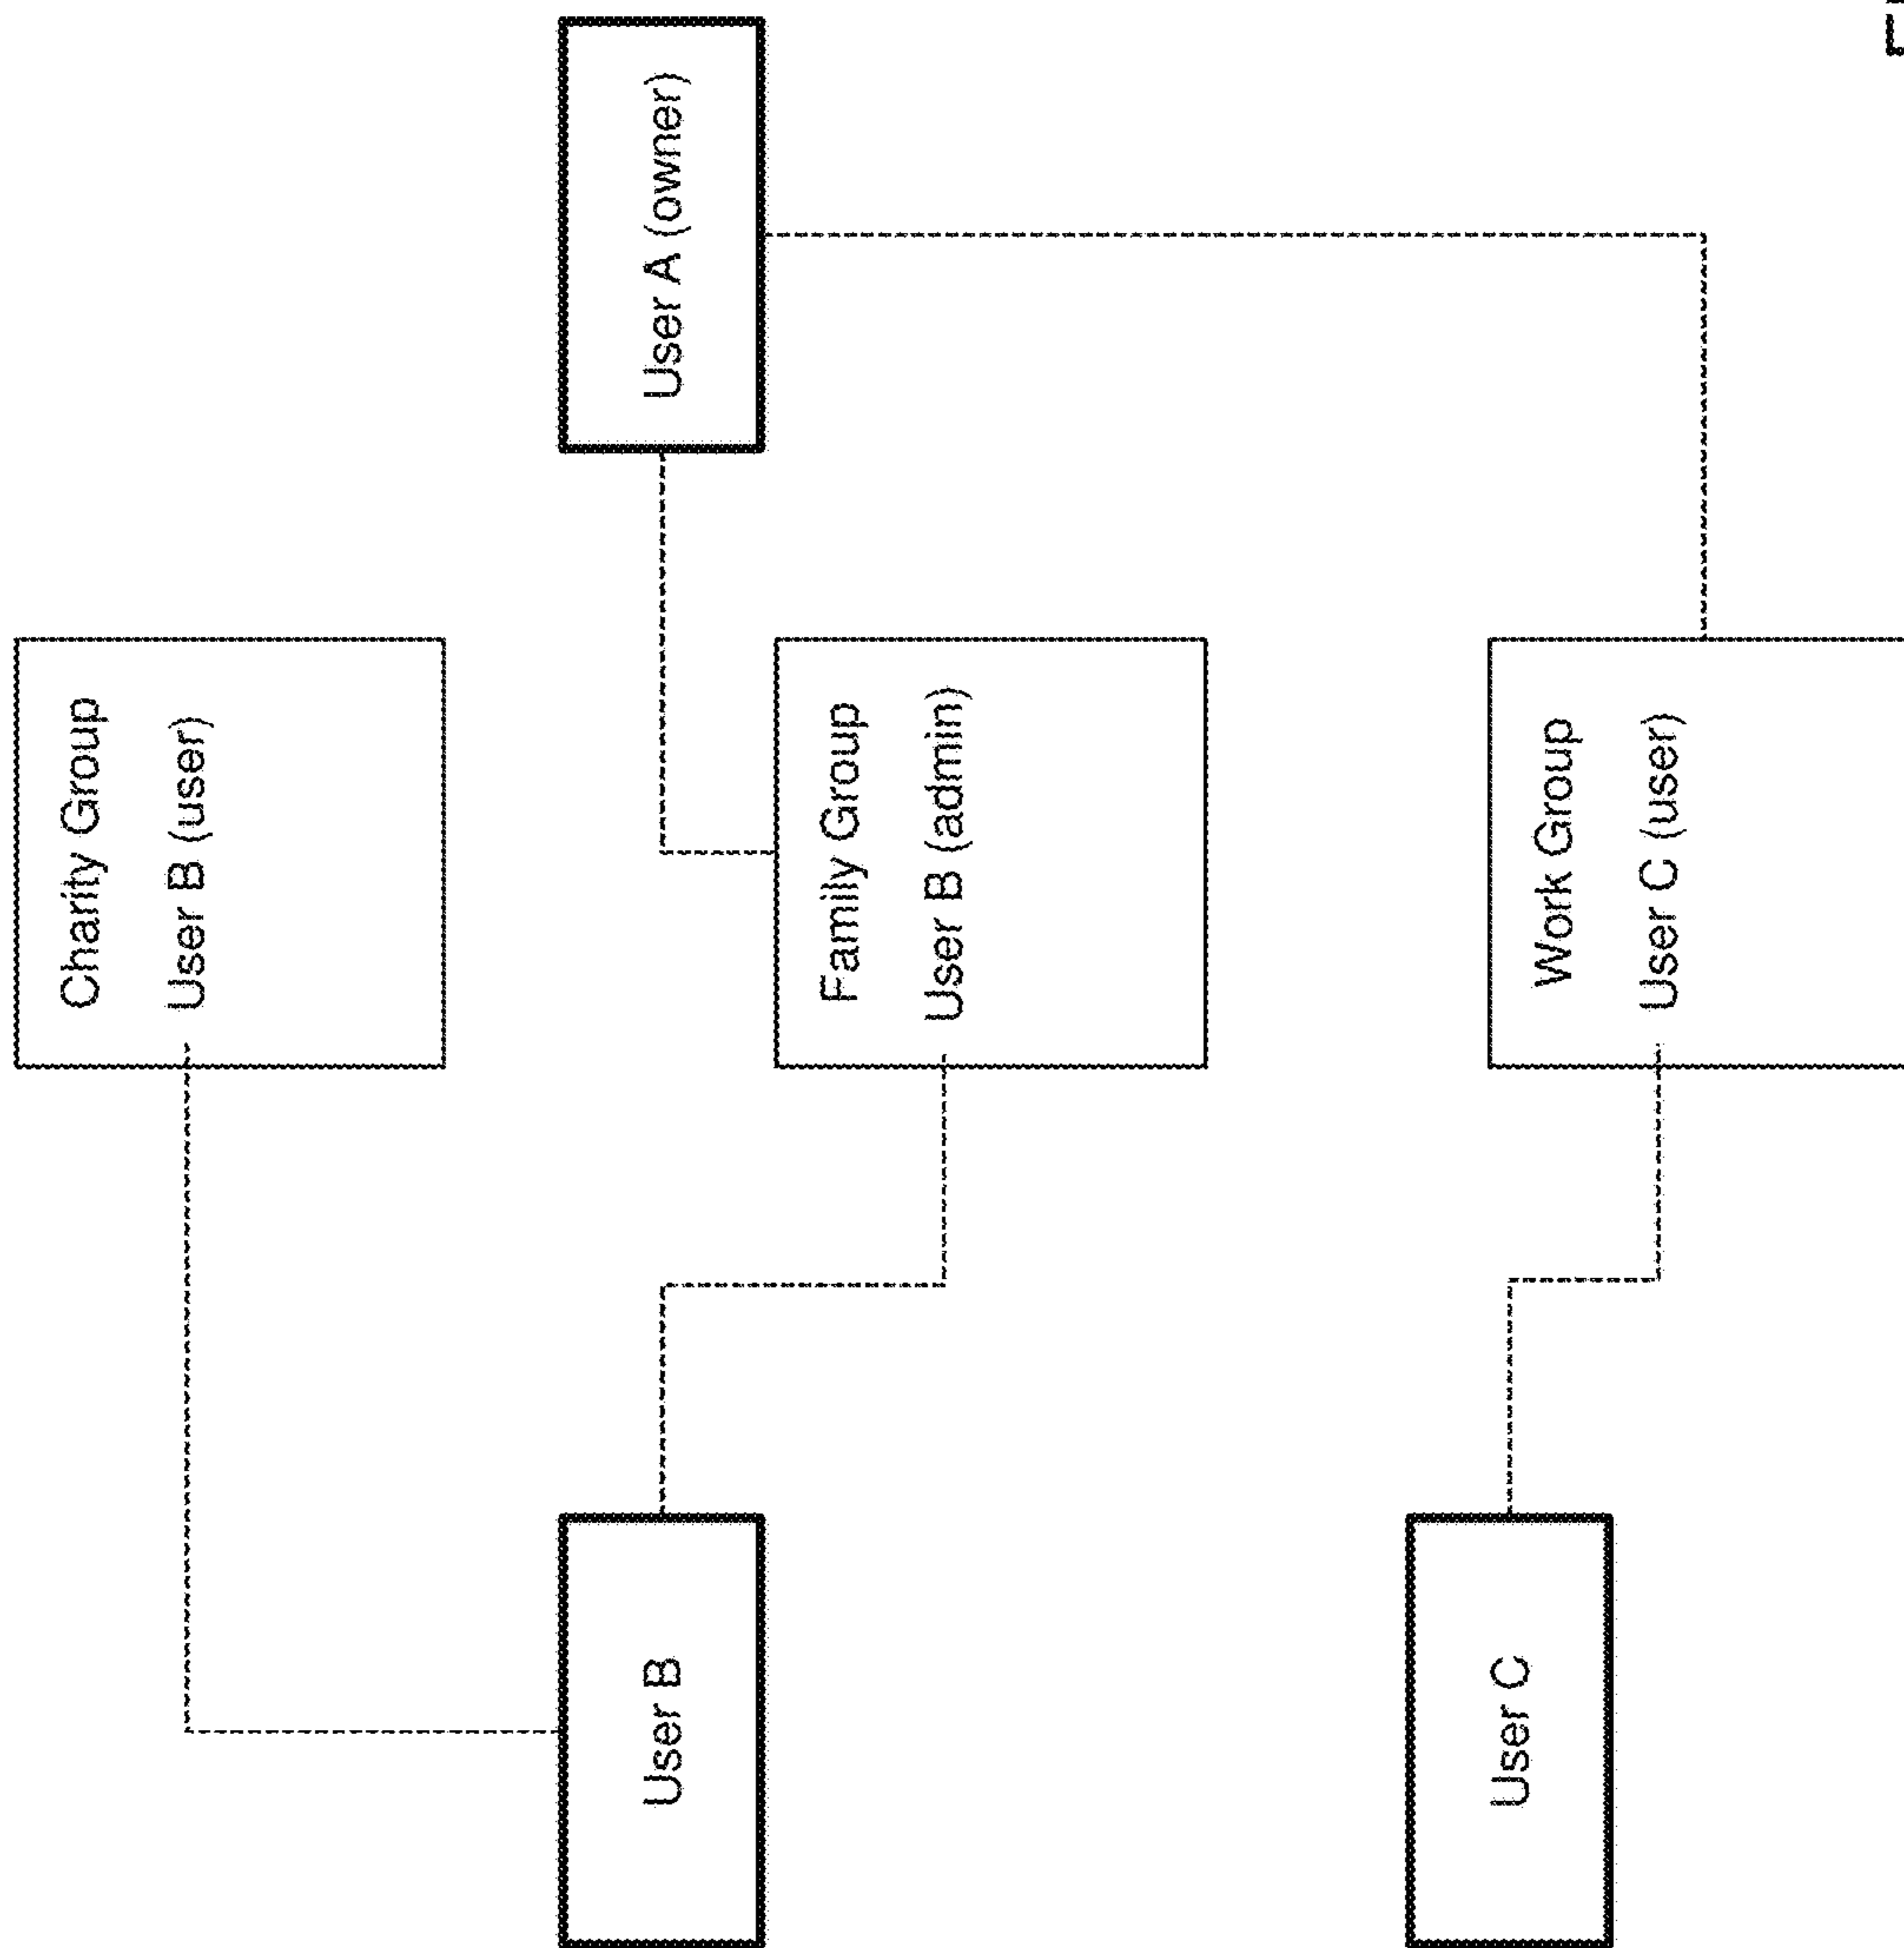 Charity Group
User B (user)
User B
Family Group
User B (admin)
User A (owner)
User C
Work Group
User C (user)